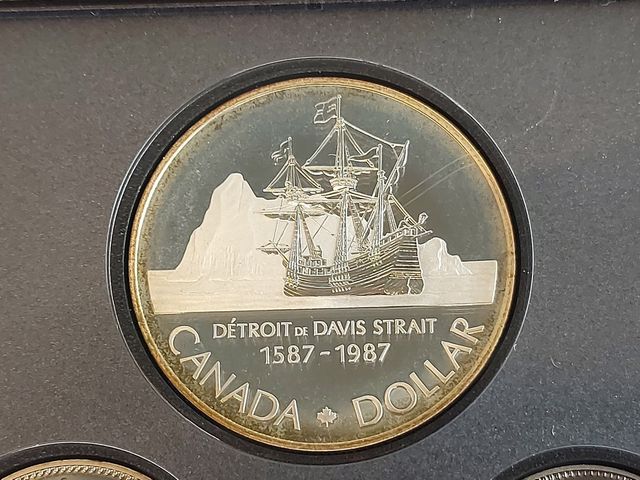 DÉTROIT DE DAVIS STRAIT
1587-1987
CANADA DOLLAR